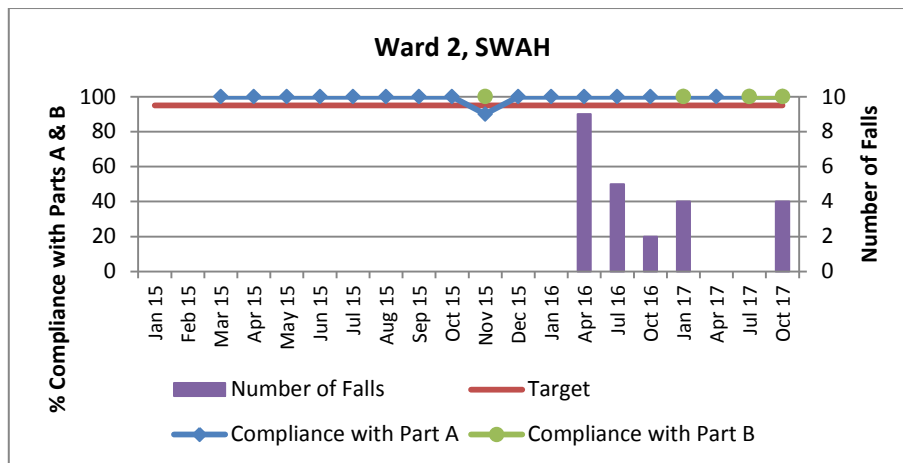 Ward 2, SWAH
% Compliance with Parts A & B
100
80
60
40
20
0
10
8
6
4
2
0
Number of Falls
Jan 15
Feb 15
Mar 15
Apr 15
May 15
Jun 15
Jul 15
Aug 15
Sep 15
Oct 15
Nov 15
Dec 15
Jan 16
Apr 16
Jul 16
Oct 16
Jan 17
Apr 17
Jul 17
Oct 17
Number of Falls
Target
Compliance with Part A
Compliance with Part B